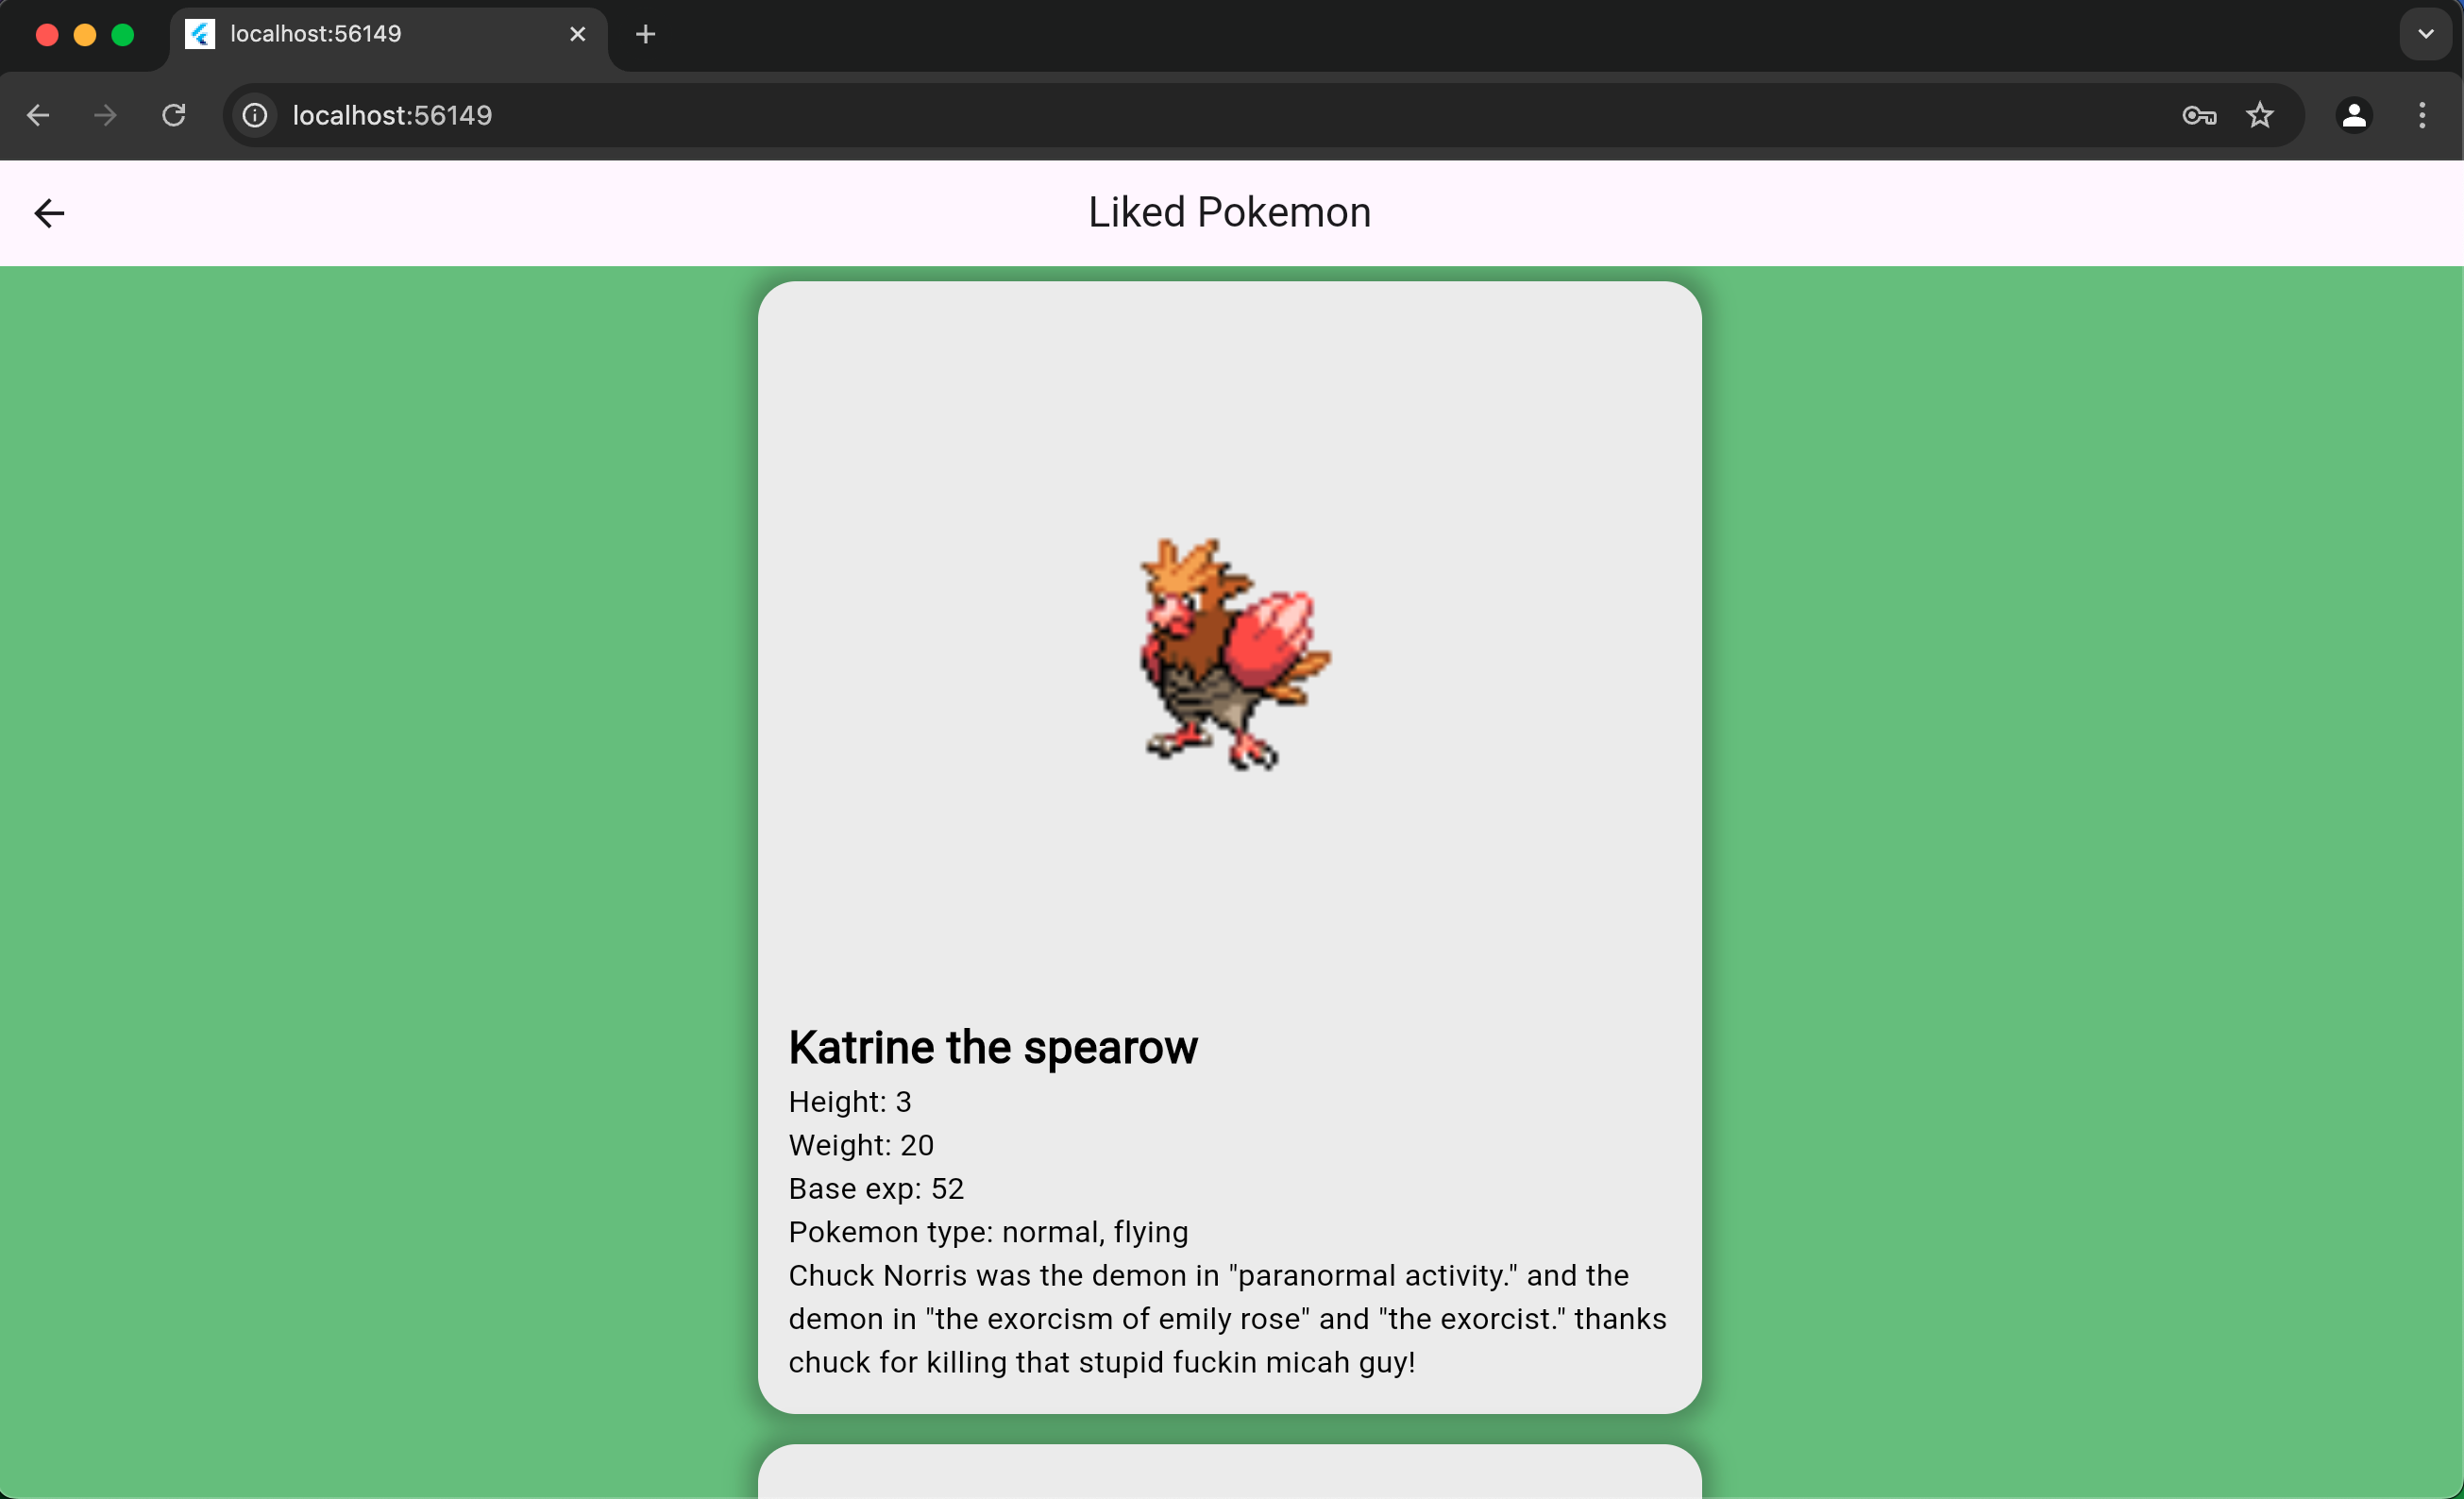 localhost:56149
localhost:56149
Liked Pokemon
Katrine the spearow
Height: 3
Weight: 20
Base exp: 52
Pokemon type: normal, flying
Chuck Norris was the demon in "paranormal activity." and the
demon in "the exorcism of emily rose" and "the exorcist." thanks
chuck for killing that stupid fuckin micah guy!